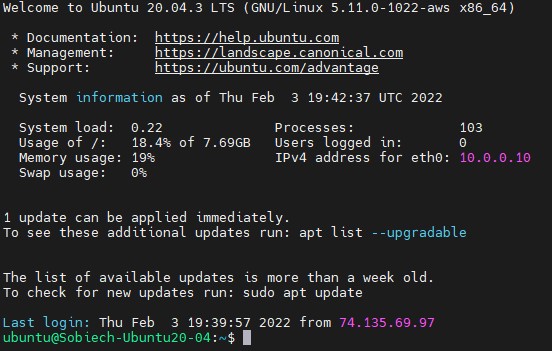 Welcome to Ubuntu 20.04.3 LTS (GNU/Linux 5.11.0-1022-aws x86_64)
* Documentation:  https://help.ubuntu.com
* Management:     https://landscape.canonical.com
* Support:        https://ubuntu.com/advantage
System information as of Thu Feb  3 19:42:37 UTC 2022
System load:  0.22               Processes:             103
Usage of /:   18.4% of 7.69GB   Users logged in:       0
Memory usage: 19%                IPv4 address for eth0: 10.0.0.10
Swap usage:   0%
1 update can be applied immediately.
To see these additional updates run: apt list --upgradable
The list of available updates is more than a week old.
To check for new updates run: sudo apt update
Last login: Thu Feb  3 19:39:57 2022 from 74.135.69.97
ubuntu@Sobiech-Ubuntu20-04:~$